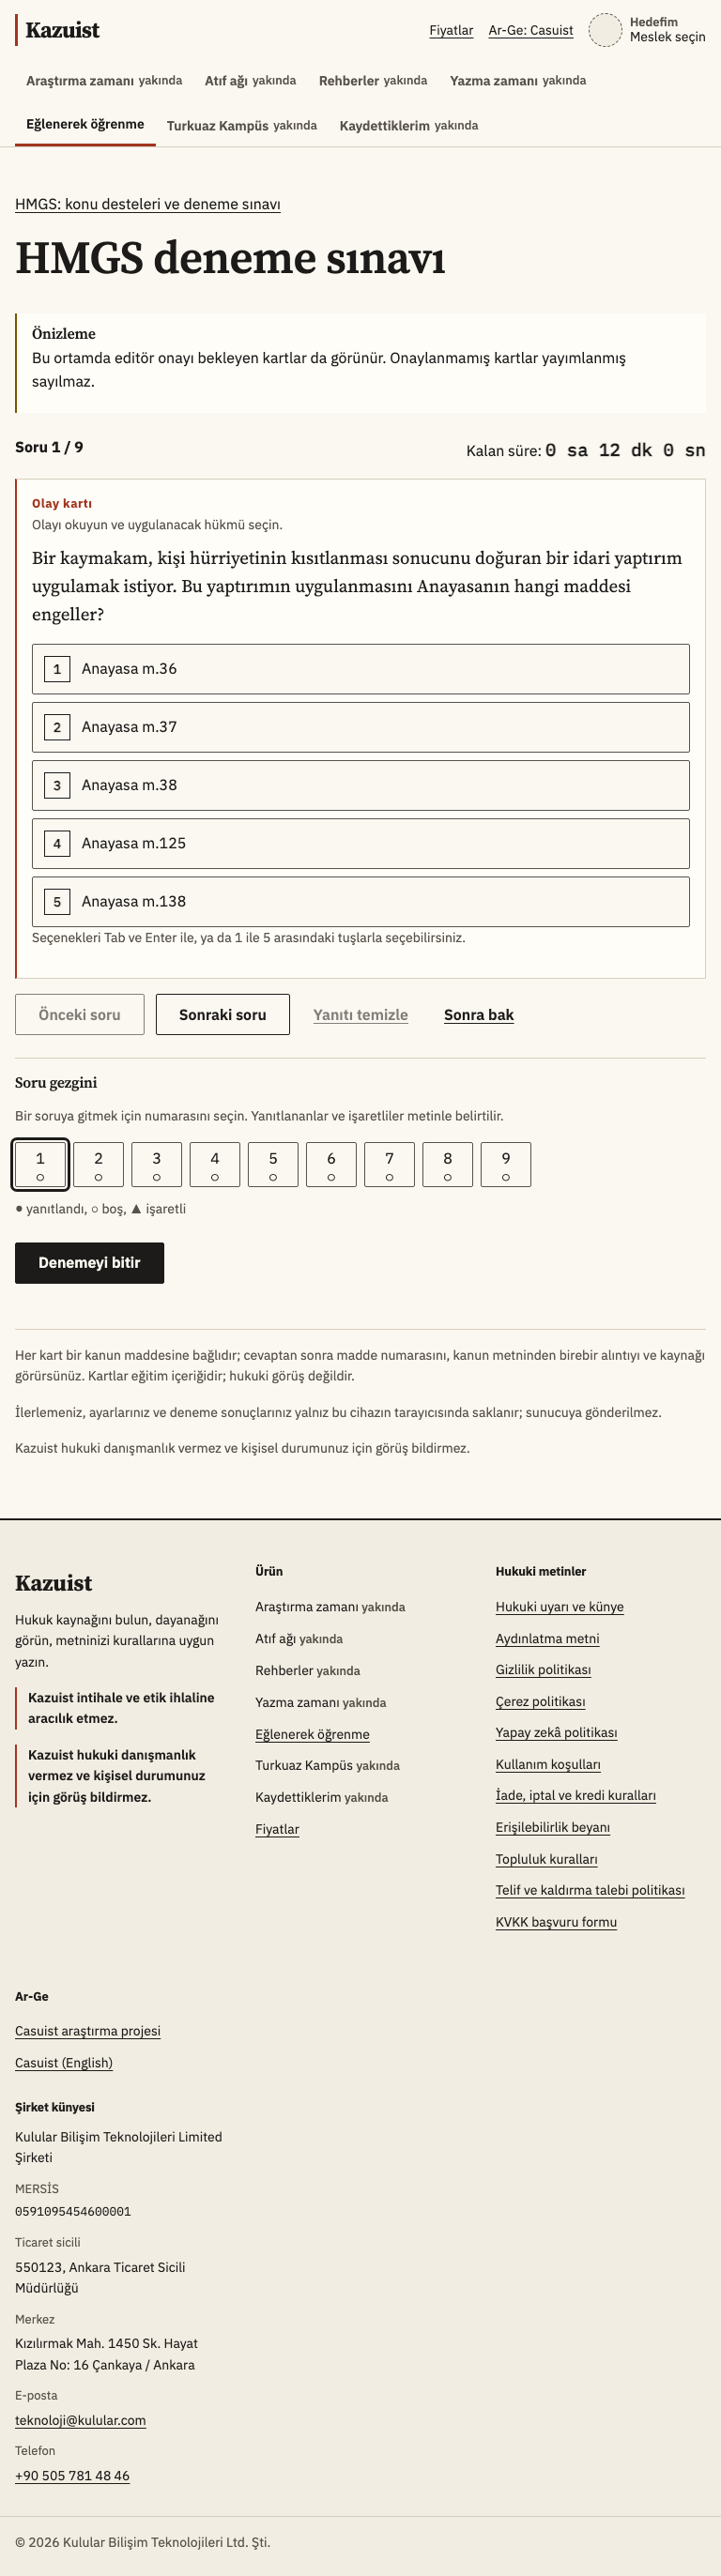 Kazuist
Fiyatlar
Ar-Ge: Casuist
Hedefim
Meslek seçin
Araştırma zamanı yakında
Atıf ağı yakında
Rehberler yakında
Yazma zamanı yakında
Eğlenerek öğrenme
Turkuaz Kampüs yakında
Kaydettiklerim yakında
HMGS: konu desteleri ve deneme sınavı
HMGS deneme sınavı
Önizleme
Bu ortamda editör onayı bekleyen kartlar da görünür. Onaylanmamış kartlar yayımlanmış
sayılmaz.
Soru 1 / 9
Kalan süre: 0 sa 12 dk 0 sn
Olay kartı
Olayı okuyun ve uygulanacak hükmü seçin.
Bir kaymakam, kişi hürriyetinin kısıtlanması sonucunu doğuran bir idari yaptırım
uygulamak istiyor. Bu yaptırımın uygulanmasını Anayasanın hangi maddesi
engeller?
1 Anayasa m.36
2 Anayasa m.37
3 Anayasa m.38
4 Anayasa m.125
5 Anayasa m.138
Seçenekleri Tab ve Enter ile, ya da 1 ile 5 arasındaki tuşlarla seçebilirsiniz.
Önceki soru
Sonraki soru
Yanıtı temizle
Sonra bak
Soru gezgini
Bir soruya gitmek için numarasını seçin. Yanıtlananlar ve işaretliler metinle belirtilir.
1 2 3 4 5 6 7 8 9
○ ○ ○ ○ ○ ○ ○ ○ ○
● yanıtlandı, ○ boş, ▲ işaretli
Denemeyi bitir
Her kart bir kanun maddesine bağlıdır; cevaptan sonra madde numarasını, kanun metninden birebir alıntıyı ve kaynağı
görürsünüz. Kartlar eğitim içeriğidir; hukuki görüş değildir.
İlerlemeniz, ayarlarınız ve deneme sonuçlarınız yalnız bu cihazın tarayıcısında saklanır; sunucuya gönderilmez.
Kazuist hukuki danışmanlık vermez ve kişisel durumunuz için görüş bildirmez.
Kazuist
Hukuk kaynağını bulun, dayanağını
görün, metninizi kurallarına uygun
yazın.
Kazuist intihale ve etik ihlaline
aracılık etmez.
Kazuist hukuki danışmanlık
vermez ve kişisel durumunuz
için görüş bildirmez.
Ürün
Araştırma zamanı yakında
Atıf ağı yakında
Rehberler yakında
Yazma zamanı yakında
Eğlenerek öğrenme
Turkuaz Kampüs yakında
Kaydettiklerim yakında
Fiyatlar
Hukuki metinler
Hukuki uyarı ve künye
Aydınlatma metni
Gizlilik politikası
Çerez politikası
Yapay zekâ politikası
Kullanım koşulları
İade, iptal ve kredi kuralları
Erişilebilirlik beyanı
Topluluk kuralları
Telif ve kaldırma talebi politikası
KVKK başvuru formu
Ar-Ge
Casuist araştırma projesi
Casuist (English)
Şirket künyesi
Kulular Bilişim Teknolojileri Limited
Şirketi
MERSİS
0591095454600001
Ticaret sicili
550123, Ankara Ticaret Sicili
Müdürlüğü
Merkez
Kızılırmak Mah. 1450 Sk. Hayat
Plaza No: 16 Çankaya / Ankara
E-posta
teknoloji@kulular.com
Telefon
+90 505 781 48 46
© 2026 Kulular Bilişim Teknolojileri Ltd. Şti.